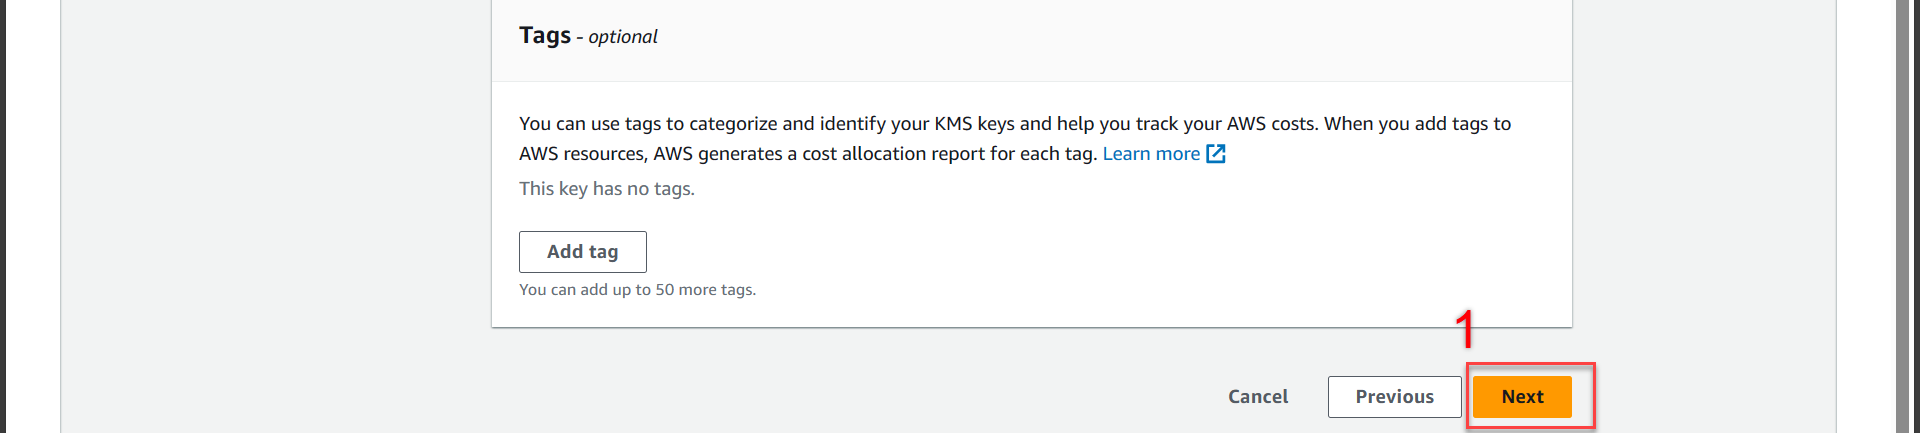 Tags - optional
You can use tags to categorize and identify your KMS keys and help you track your AWS costs. When you add tags to
AWS resources, AWS generates a cost allocation report for each tag. Learn more
This key has no tags.
Add tag
You can add up to 50 more tags.
1
Cancel Previous Next